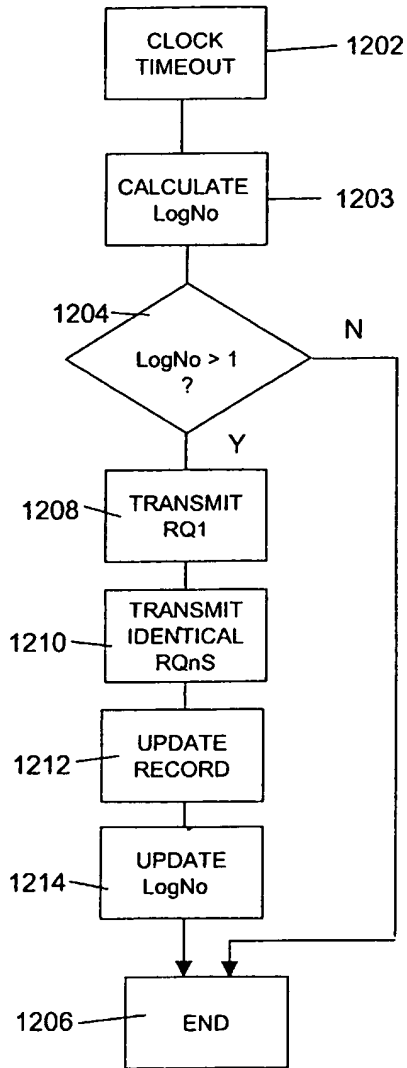 CLOCK
TIMEOUT
1202
CALCULATE
LogNo
1203
1204
LogNo > 1
?
N
Y
1208
TRANSMIT
RQ1
1210
TRANSMIT
IDENTICAL
RQnS
1212
UPDATE
RECORD
1214
UPDATE
LogNo
1206
END